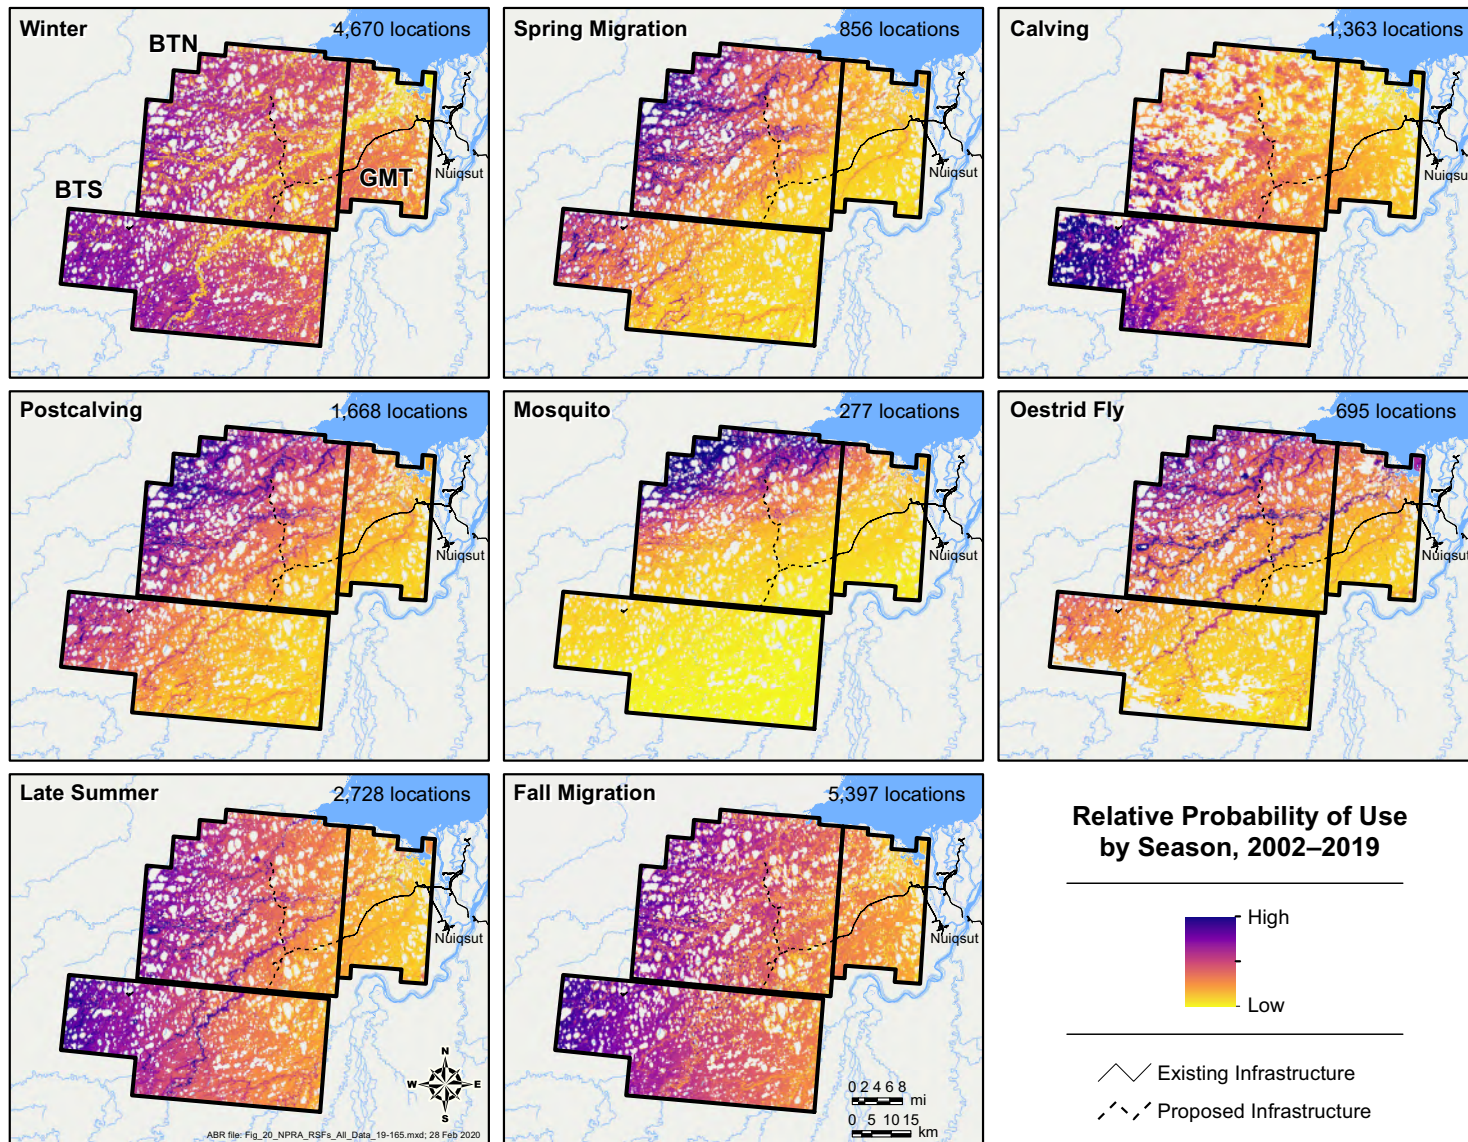 Winter
4,670 locations
BTN
BTS
GMT
Nuiqsut
Spring Migration
856 locations
Nuiqsut
Calving
1,363 locations
Nuiqsut
Postcalving
1,668 locations
Nuiqsut
Mosquito
277 locations
Nuiqsut
Oestrid Fly
695 locations
Nuiqsut
Late Summer
2,728 locations
Nuiqsut
N
W
E
S
ABR file: Fig_20_NPRA_RSFs_All_Data_19-165.mxd; 28 Feb 2020
Fall Migration
5,397 locations
Nuiqsut
0 2 4 6 8
mi
0 5 10 15
km
Relative Probability of Use
by Season, 2002–2019
High
Low
Existing Infrastructure
Proposed Infrastructure